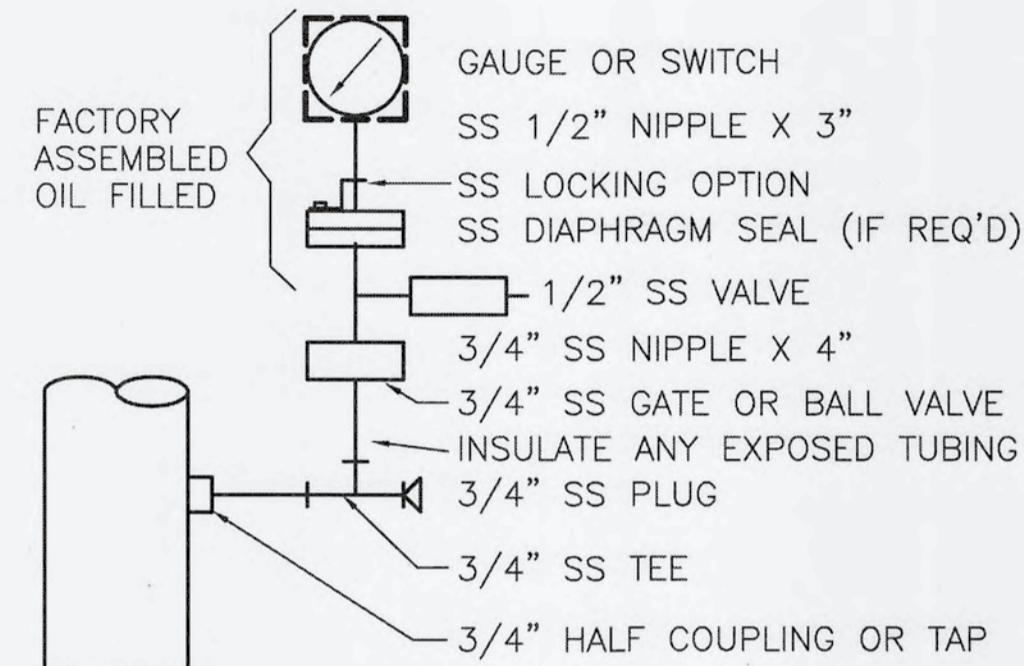 GAUGE OR SWITCH
SS 1/2" NIPPLE X 3"
FACTORY
ASSEMBLED
OIL FILLED
SS LOCKING OPTION
SS DIAPHRAGM SEAL (IF REQ'D)
1/2" SS VALVE
3/4" SS NIPPLE X 4"
3/4" SS GATE OR BALL VALVE
INSULATE ANY EXPOSED TUBING
3/4" SS PLUG
3/4" SS TEE
3/4" HALF COUPLING OR TAP